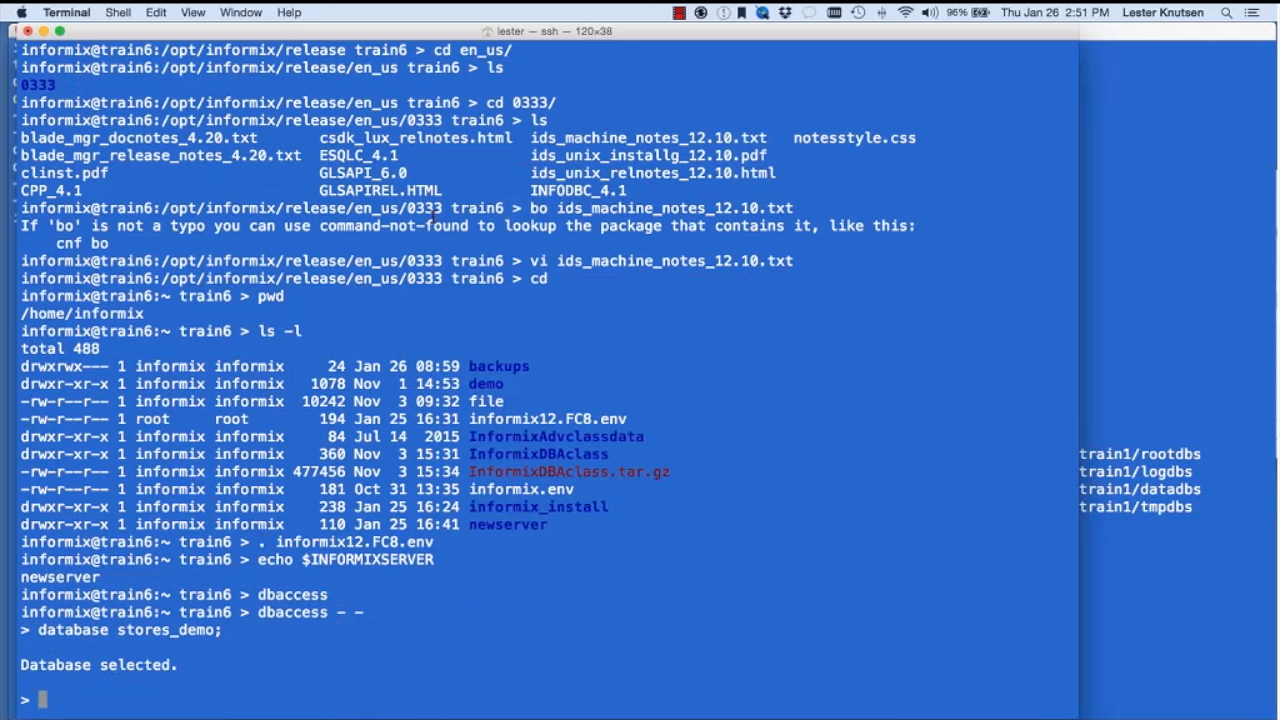 Terminal Shell Edit View Window Help 96% Thu Jan 26 2:51 PM Lester Knutsen
lester — ssh — 120×38
informix@train6:/opt/informix/release train6 > cd en_us/
informix@train6:/opt/informix/release/en_us train6 > ls
0333
informix@train6:/opt/informix/release/en_us train6 > cd 0333/
informix@train6:/opt/informix/release/en_us/0333 train6 > ls
blade_mgr_docnotes_4.20.txt csdk_lux_relnotes.html ids_machine_notes_12.10.txt notesstyle.css
blade_mgr_release_notes_4.20.txt ESQLC_4.1 ids_unix_installg_12.10.pdf
clinst.pdf GLSAPI_6.0 ids_unix_relnotes_12.10.html
CPP_4.1 GLSAPIREL.HTML INFODBC_4.1
informix@train6:/opt/informix/release/en_us/0333 train6 > bo ids_machine_notes_12.10.txt
If 'bo' is not a typo you can use command-not-found to lookup the package that contains it, like this:
cnf bo
informix@train6:/opt/informix/release/en_us/0333 train6 > vi ids_machine_notes_12.10.txt
informix@train6:/opt/informix/release/en_us/0333 train6 > cd
informix@train6:~ train6 > pwd
/home/informix
informix@train6:~ train6 > ls -l
total 488
drwxrwx--- 1 informix informix 24 Jan 26 08:59 backups
drwxr-xr-x 1 informix informix 1078 Nov 1 14:53 demo
-rw-r--r-- 1 informix informix 10242 Nov 3 09:32 file
-rw-r--r-- 1 root root 194 Jan 25 16:31 informix12.FC8.env
drwxr-xr-x 1 informix informix 84 Jul 14 2015 InformixAdvclassdata
drwxr-xr-x 1 informix informix 360 Nov 3 15:31 InformixDBAclass
-rw-r--r-- 1 informix informix 477456 Nov 3 15:34 InformixDBAclass.tar.gz
-rw-r--r-- 1 informix informix 181 Oct 31 13:35 informix.env
drwxr-xr-x 1 informix informix 238 Jan 25 16:24 informix_install
drwxr-xr-x 1 informix informix 110 Jan 25 16:41 newserver
informix@train6:~ train6 > . informix12.FC8.env
informix@train6:~ train6 > echo $INFORMIXSERVER
newserver
informix@train6:~ train6 > dbaccess
informix@train6:~ train6 > dbaccess - -
> database stores_demo;
Database selected.
>
train1/rootdbs
train1/logdbs
train1/datadbs
train1/tmpdbs